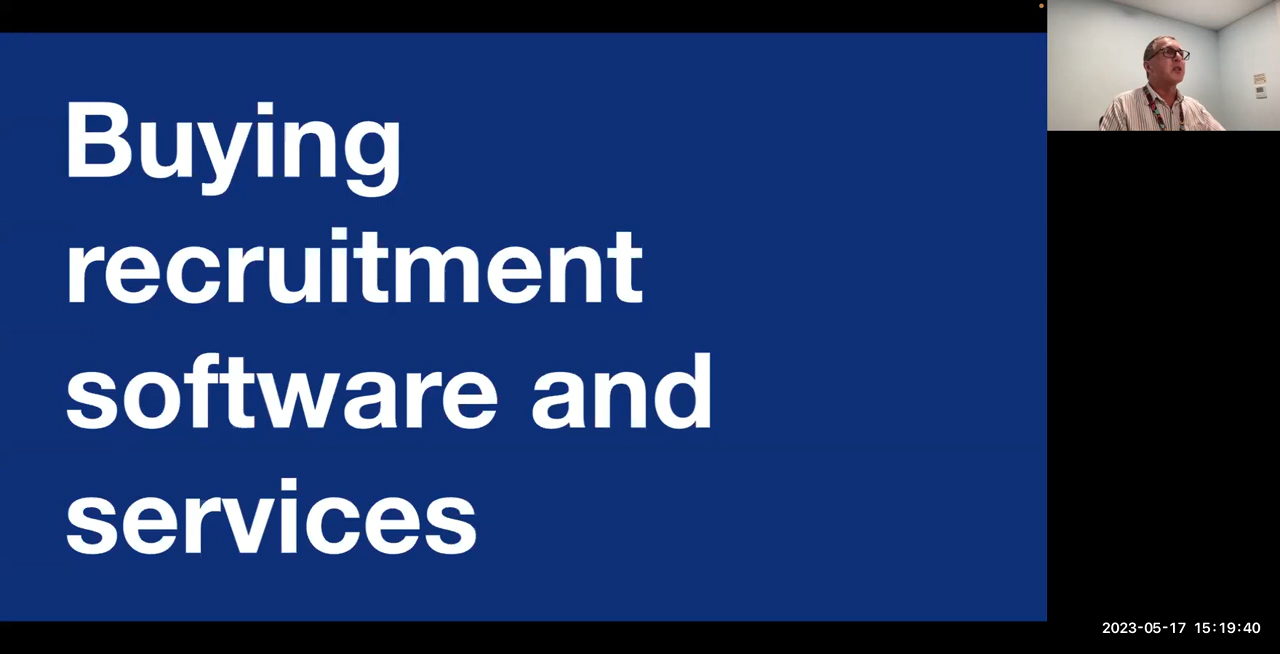 Buying
recruitment
software and
services
2023-05-17 15:19:40